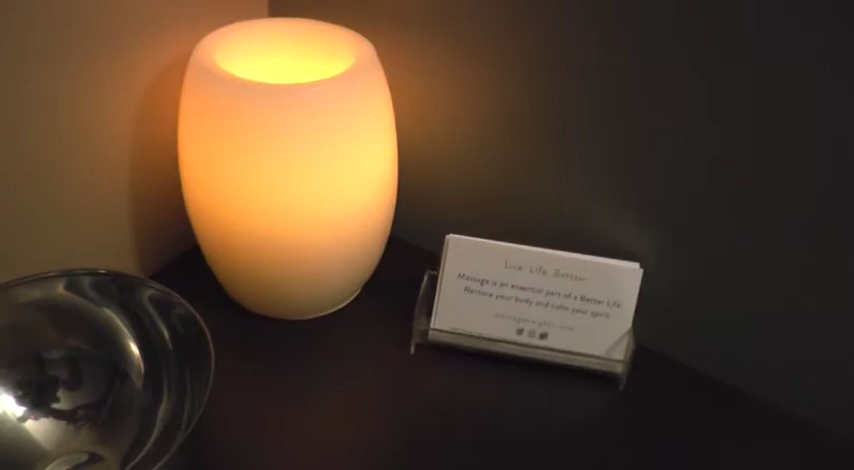 Live Life Better
Massage is an essential part of a Better Life.
Restore your body and calm your spirit.